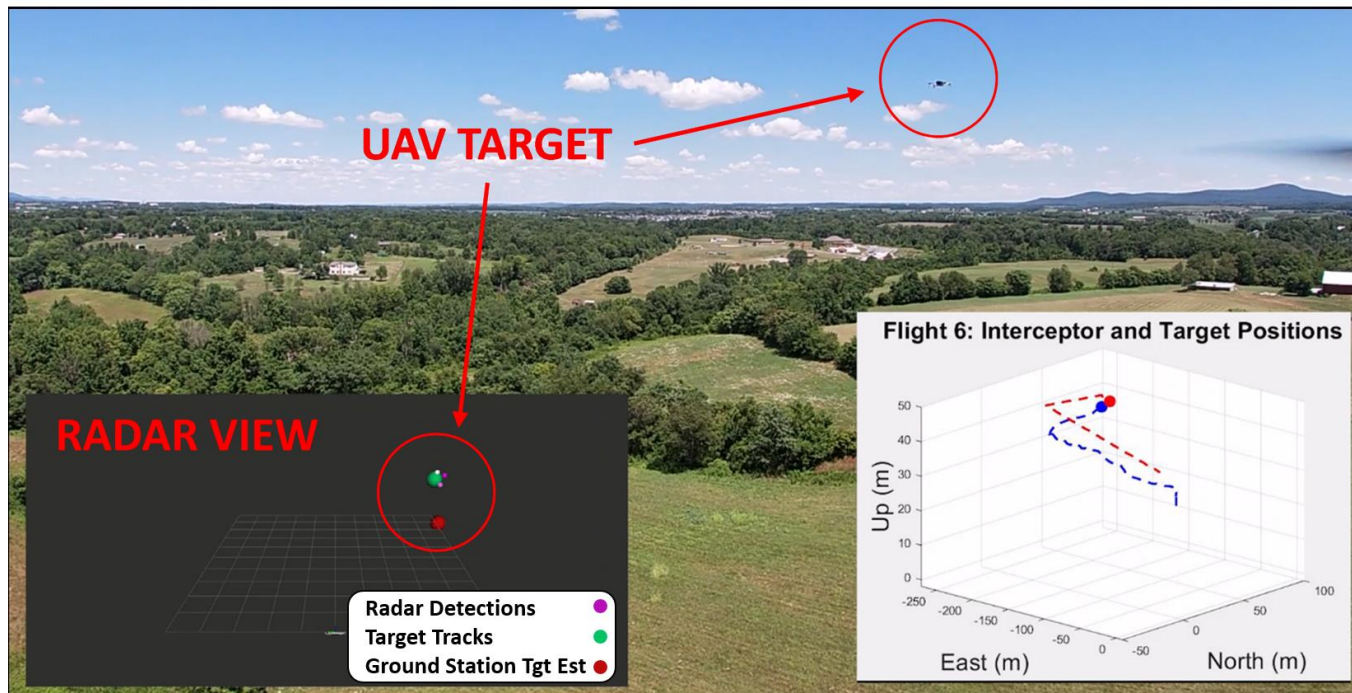 UAV TARGET
RADAR VIEW
Radar Detections
Target Tracks
Ground Station Tgt Est
Flight 6: Interceptor and Target Positions
50
40
30
20
10
0
Up (m)
-250
-200
-150
-100
-50
0
East (m)
-50
0
50
100
North (m)